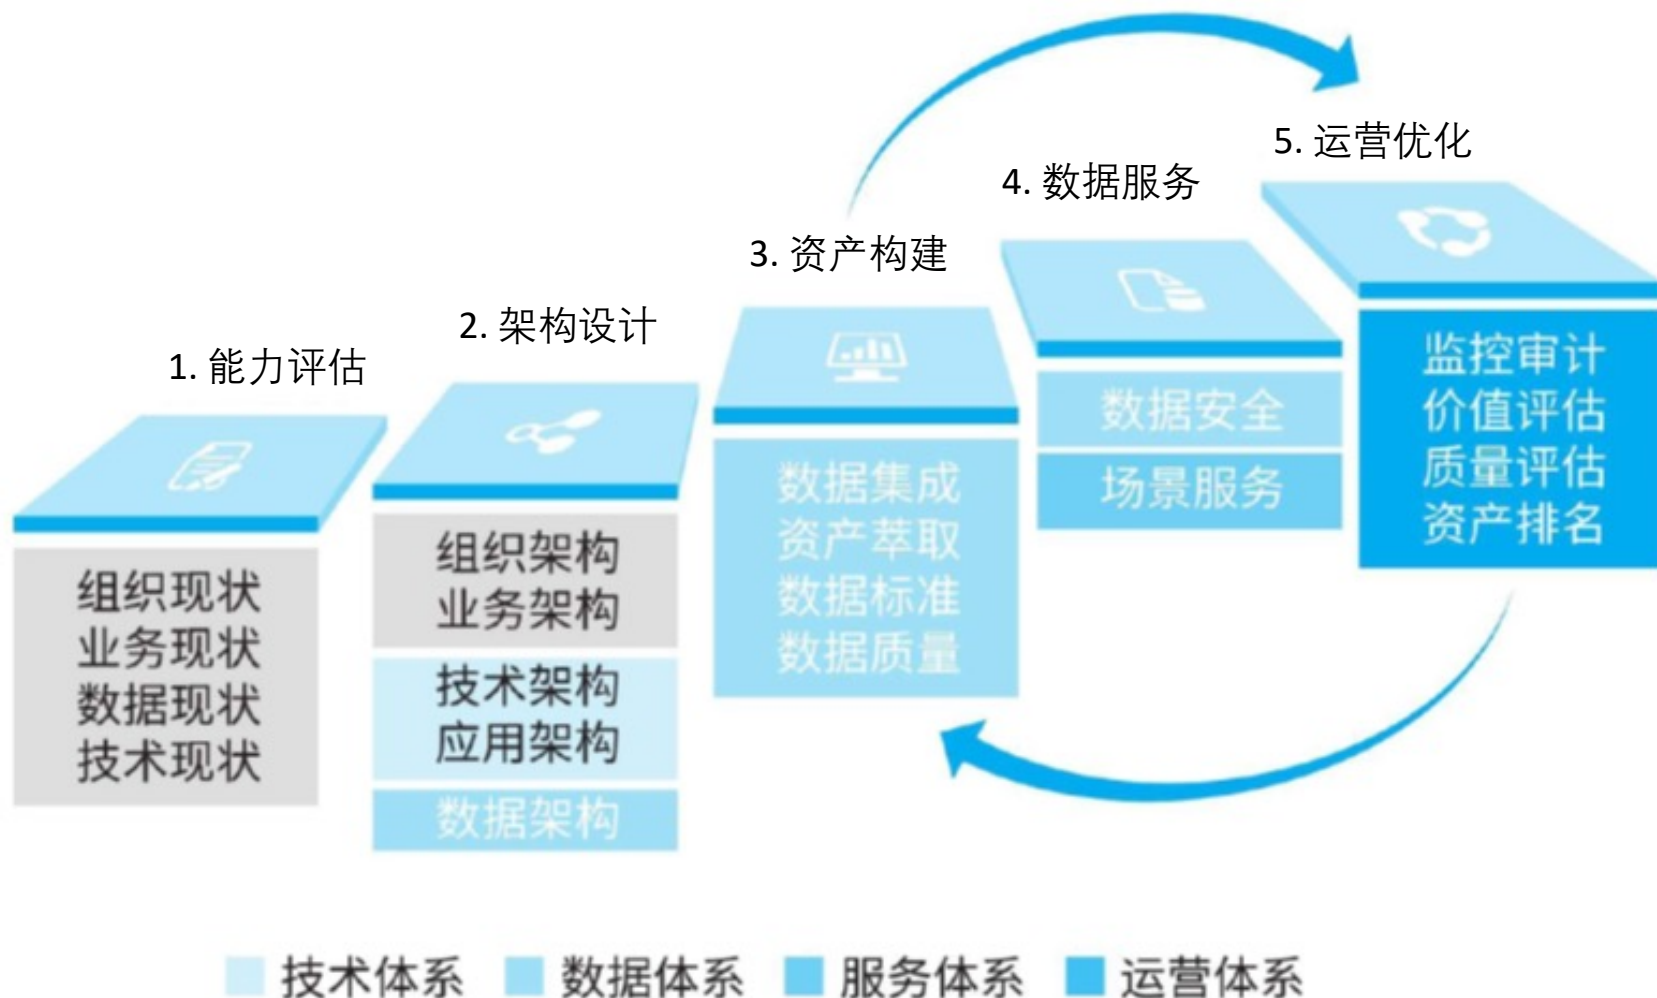 1. 能力评估
组织现状
业务现状
数据现状
技术现状
2. 架构设计
组织架构
业务架构
技术架构
应用架构
数据架构
3. 资产构建
数据集成
资产萃取
数据标准
数据质量
4. 数据服务
数据安全
场景服务
5. 运营优化
监控审计
价值评估
质量评估
资产排名
技术体系
数据体系
服务体系
运营体系